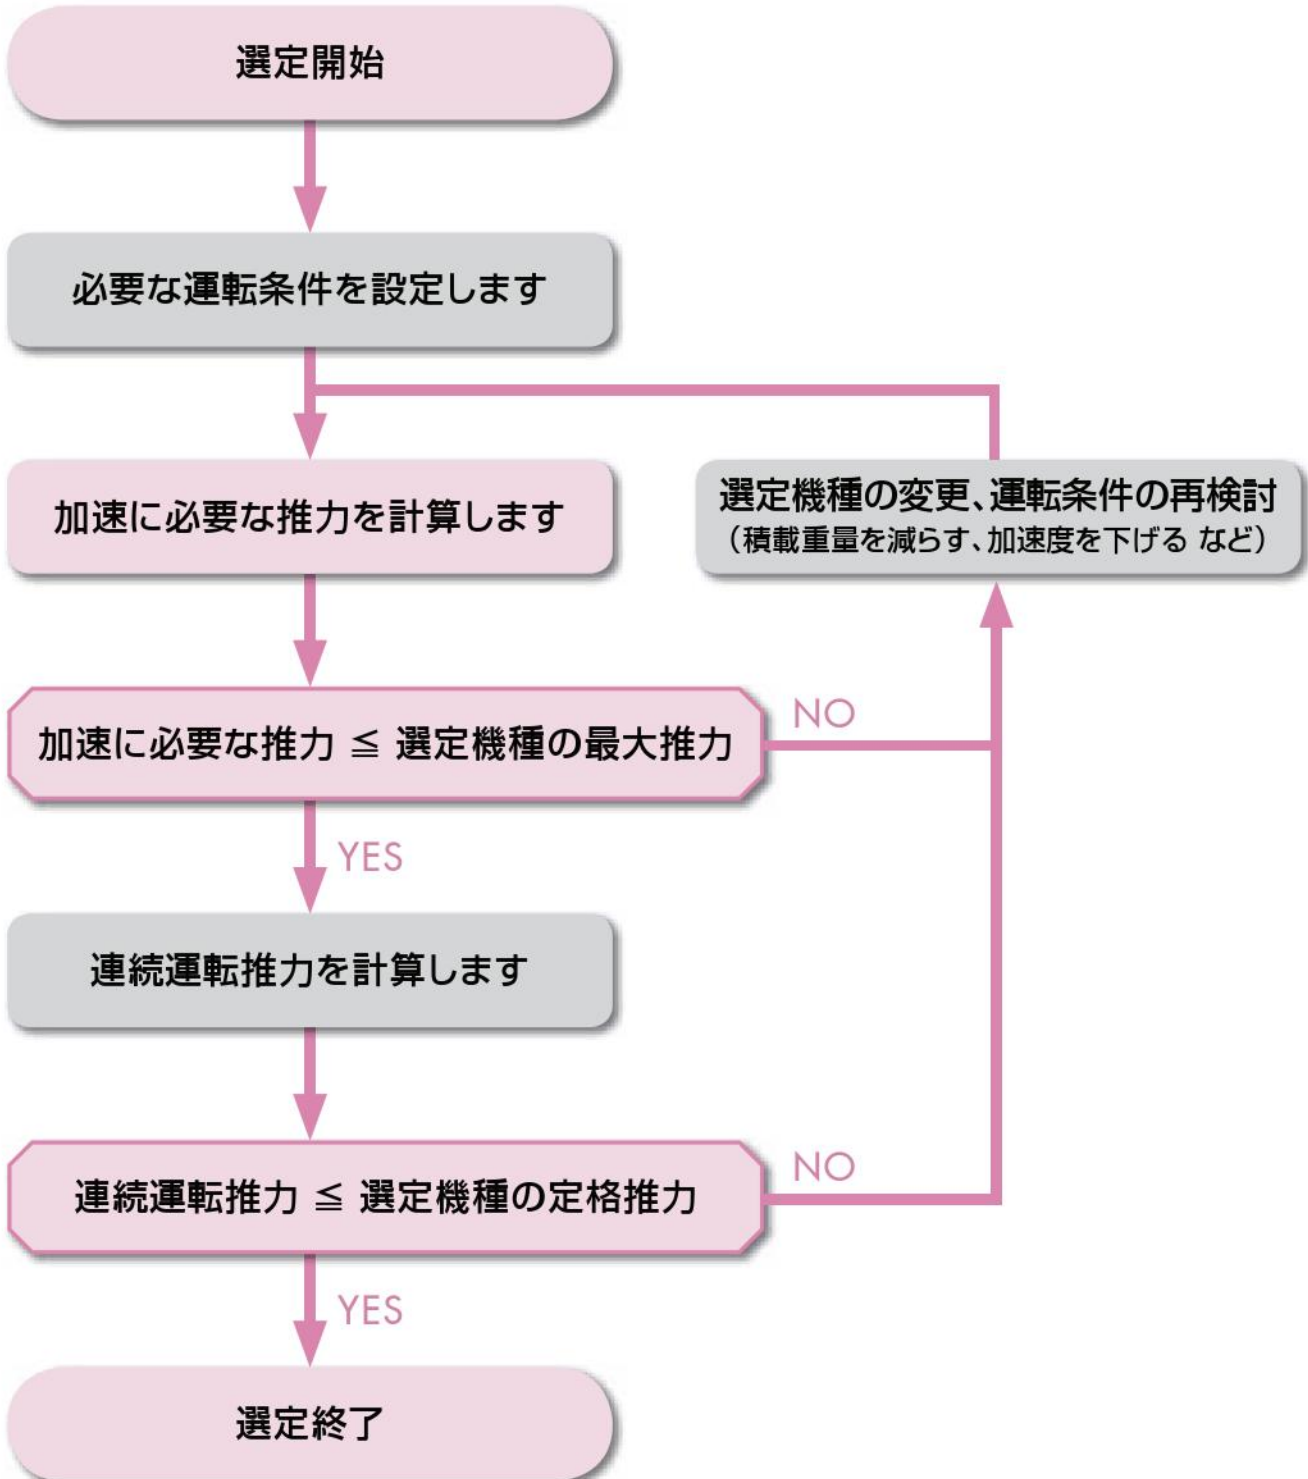 選定開始
必要な運転条件を設定します
加速に必要な推力を計算します
選定機種の変更、運転条件の再検討
（積載重量を減らす、加速度を下げる など）
加速に必要な推力 ≦ 選定機種の最大推力
NO
YES
連続運転推力を計算します
連続運転推力 ≦ 選定機種の定格推力
NO
YES
選定終了